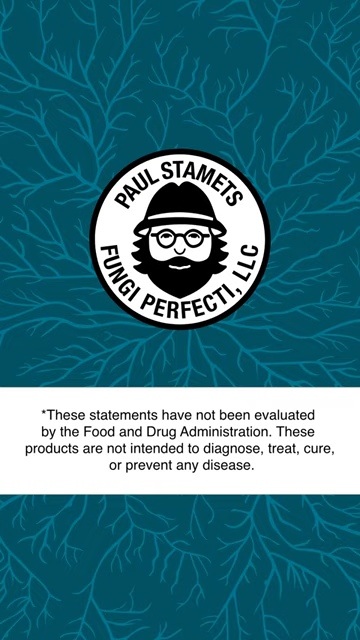 PAUL STAMETS
FUNGI PERFECTI, LLC
*These statements have not been evaluated
by the Food and Drug Administration. These
products are not intended to diagnose, treat, cure,
or prevent any disease.